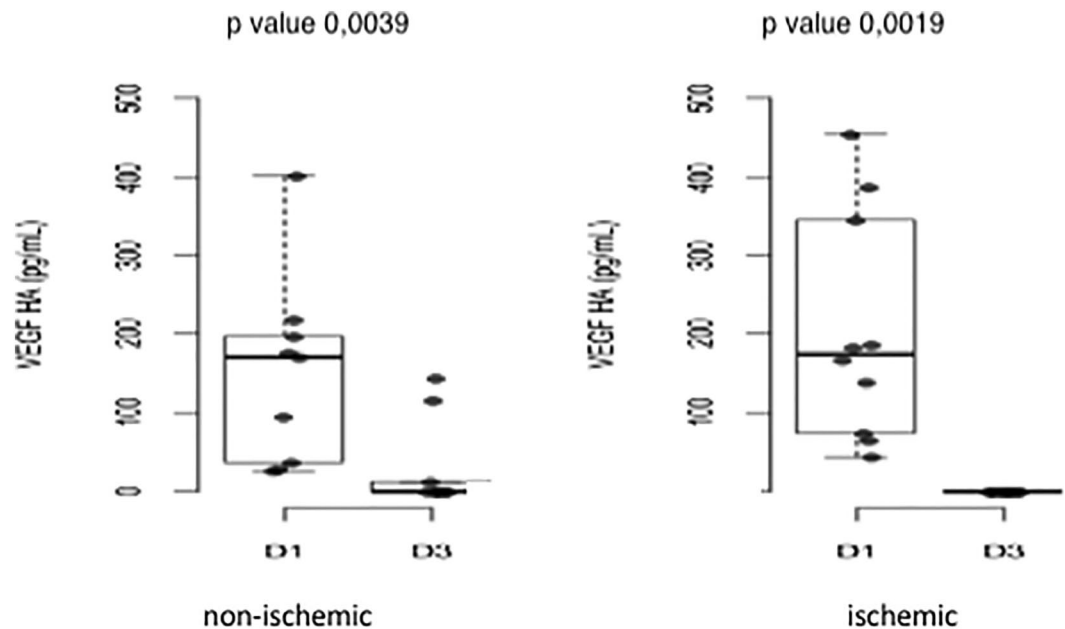 p value 0,0039
p value 0,0019
VEGF HA (pg/mL)
500
400
300
200
100
0
D1
D3
non-ischemic
VEGF HA (pg/mL)
500
400
300
200
100
D1
D3
ischemic